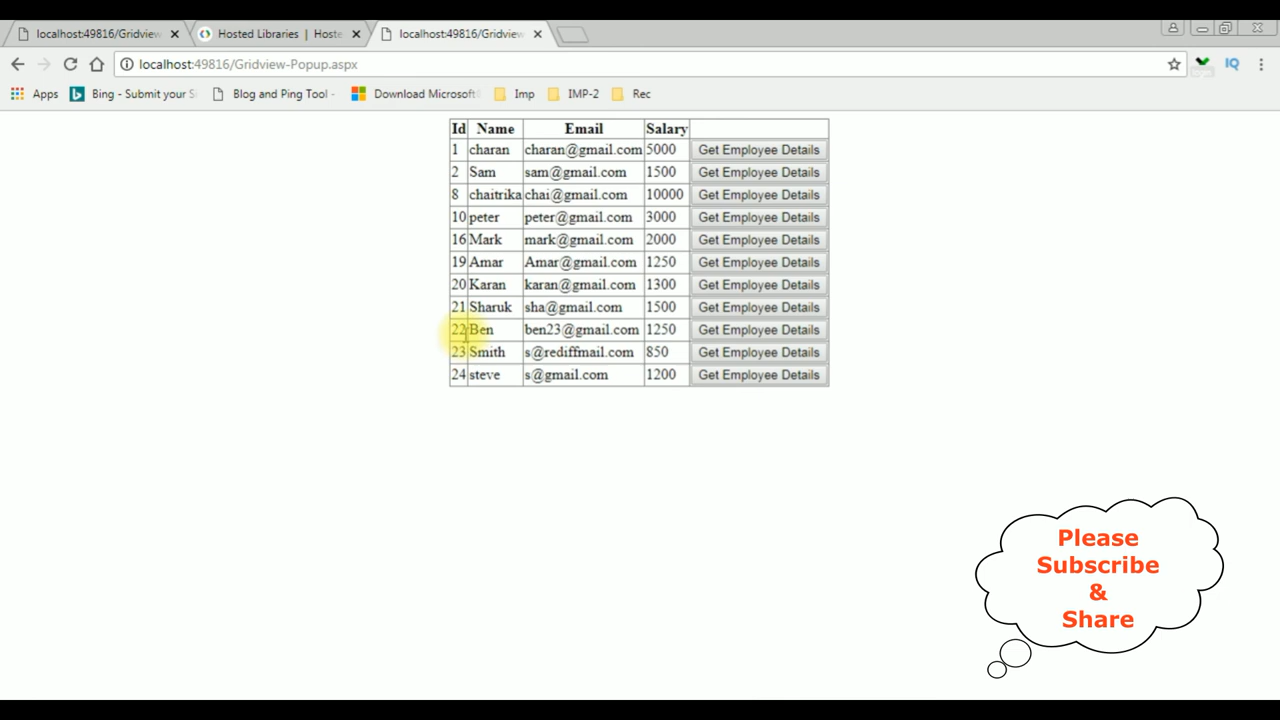 localhost:49816/Gridview
Hosted Libraries | Hoste
localhost:49816/Gridview
localhost:49816/Gridview-Popup.aspx
IQ
Apps Bing - Submit your S Blog and Ping Tool - Download Microsoft Imp IMP-2 Rec
Id Name Email Salary
1 charan charan@gmail.com 5000 Get Employee Details
2 Sam sam@gmail.com 1500 Get Employee Details
8 chaitrika chai@gmail.com 10000 Get Employee Details
10 peter peter@gmail.com 3000 Get Employee Details
16 Mark mark@gmail.com 2000 Get Employee Details
19 Amar Amar@gmail.com 1250 Get Employee Details
20 Karan karan@gmail.com 1300 Get Employee Details
21 Sharuk sha@gmail.com 1500 Get Employee Details
22 Ben ben23@gmail.com 1250 Get Employee Details
23 Smith s@rediffmail.com 850 Get Employee Details
24 steve s@gmail.com 1200 Get Employee Details
Please
Subscribe
&
Share